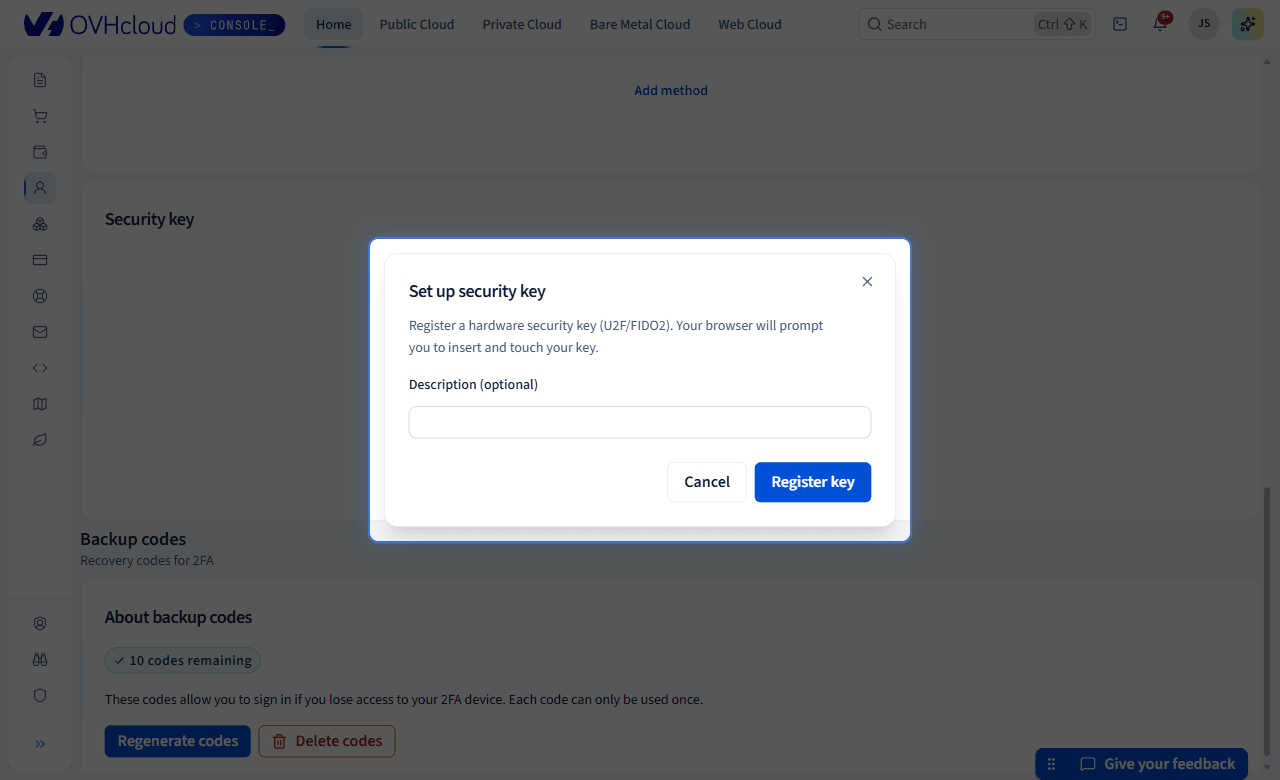 OVHcloud
> CONSOLE_
Home
Public Cloud
Private Cloud
Bare Metal Cloud
Web Cloud
Search
Ctrl ⇧ K
9+
JS
Add method
Security key
Set up security key
Register a hardware security key (U2F/FIDO2). Your browser will prompt
you to insert and touch your key.
Description (optional)
Cancel
Register key
Backup codes
Recovery codes for 2FA
About backup codes
10 codes remaining
These codes allow you to sign in if you lose access to your 2FA device. Each code can only be used once.
Regenerate codes
Delete codes
Give your feedback